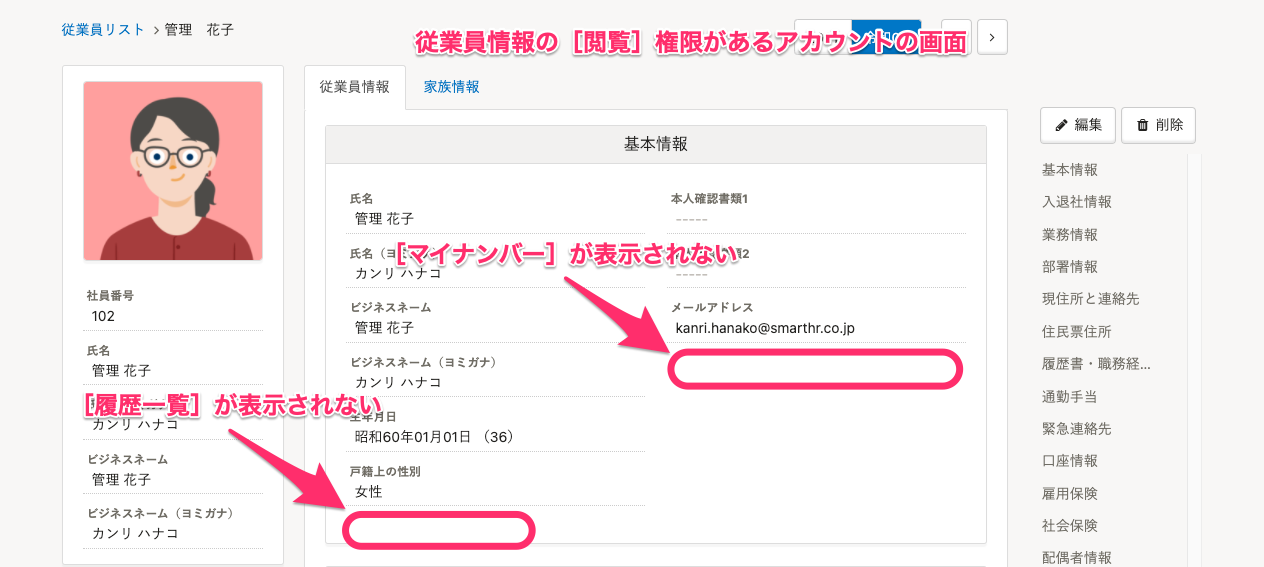 従業員リスト › 管理　花子
従業員情報の［閲覧］権限があるアカウントの画面
従業員情報
家族情報
編集
削除
基本情報
社員番号
102
氏名
管理 花子
カンリ ハナコ
ビジネスネーム
管理 花子
ビジネスネーム（ヨミガナ）
カンリ ハナコ
氏名
管理 花子
氏名（ヨ
カンリ ハナコ
ビジネスネーム
管理 花子
ビジネスネーム（ヨミガナ）
カンリ ハナコ
生年月日
昭和60年01月01日 （36）
戸籍上の性別
女性
［履歴一覧］が表示されない
本人確認書類1
-----
類2
-----
メールアドレス
kanri.hanako@smarthr.co.jp
［マイナンバー］が表示されない
基本情報
入退社情報
業務情報
部署情報
現住所と連絡先
住民票住所
履歴書・職務経...
通勤手当
緊急連絡先
口座情報
雇用保険
社会保険
配偶者情報